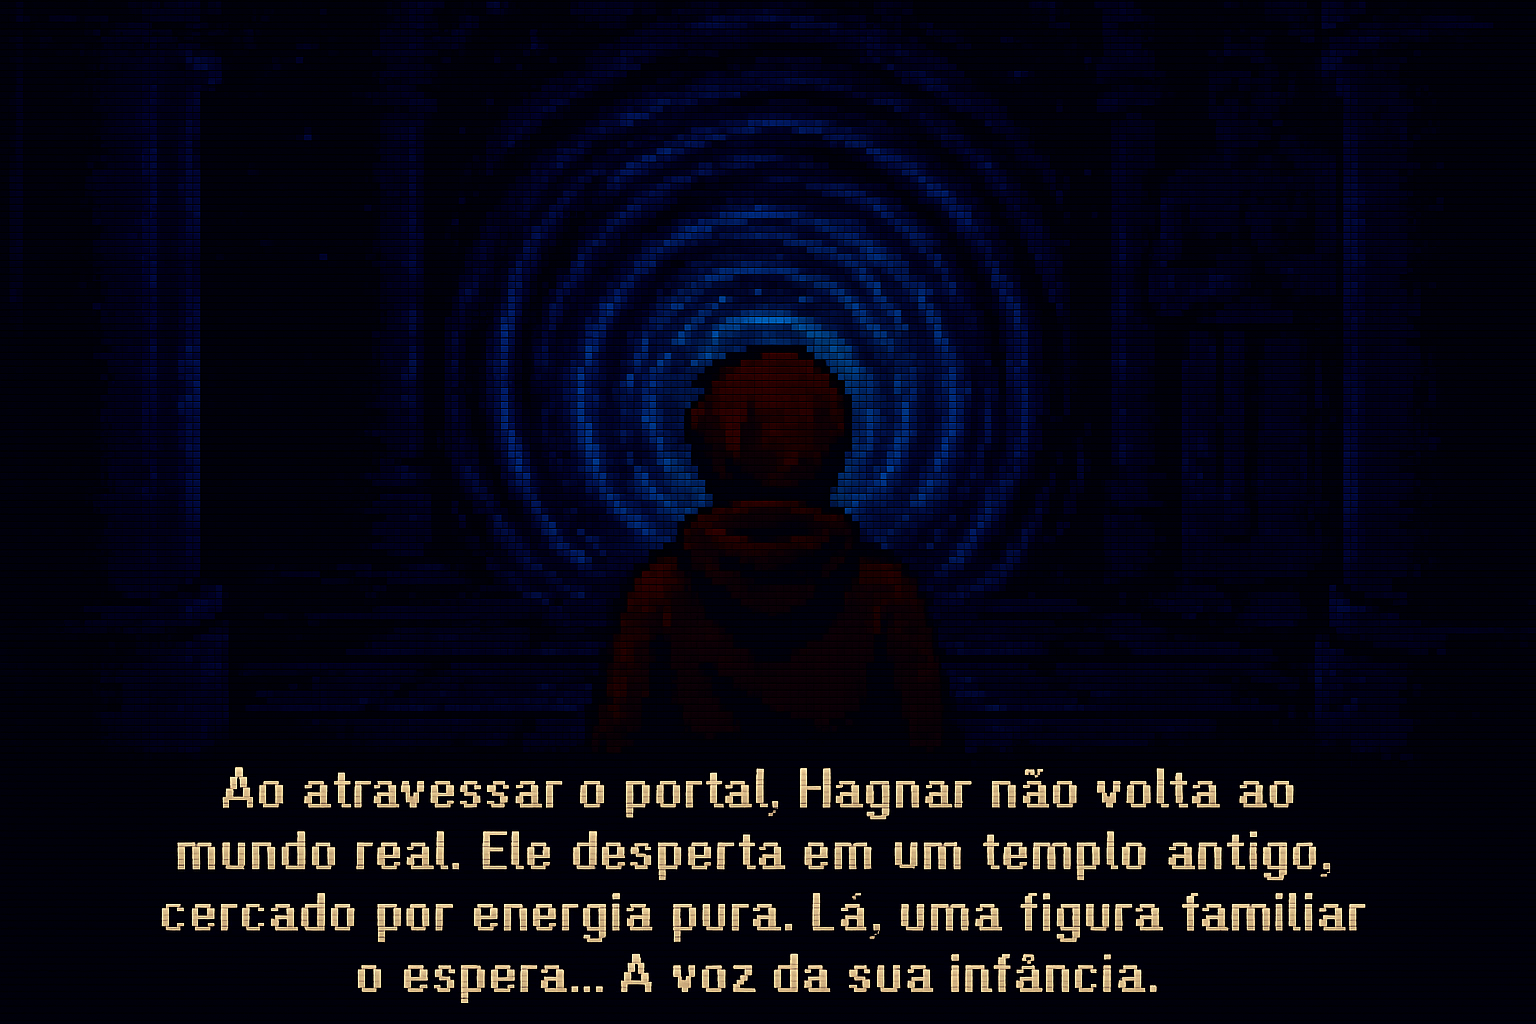 Ao atravessar o portal, Hagnar não volta ao
mundo real. Ele desperta em um templo antigo,
cercado por energia pura. Lá, uma figura familiar
o espera... A voz da sua infância.